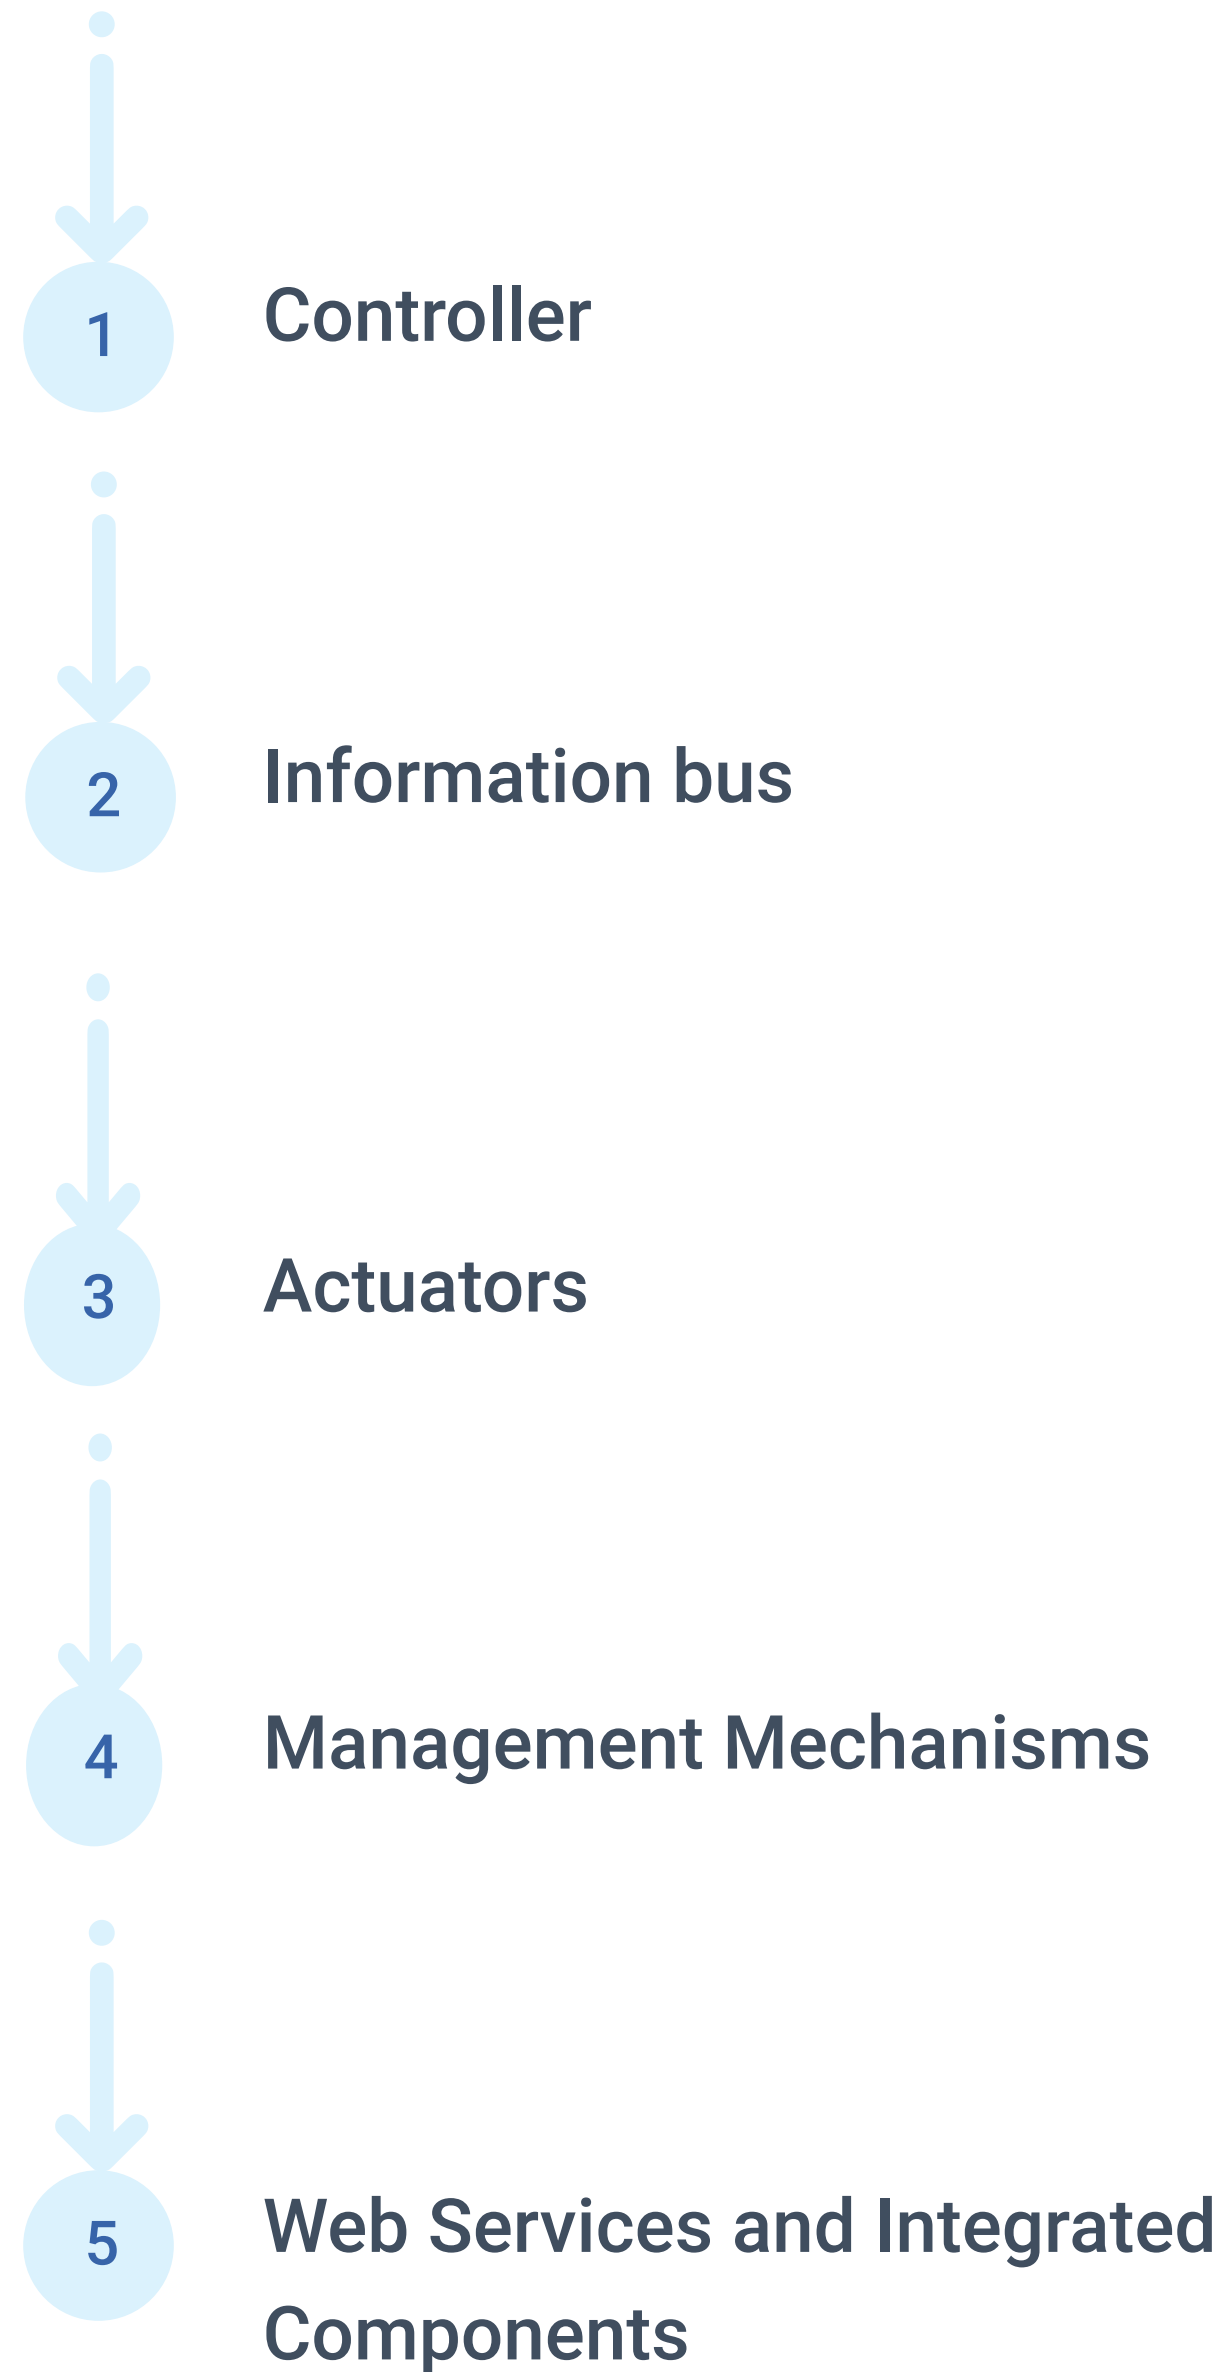 1
Controller
2
Information bus
3
Actuators
4
Management Mechanisms
5
Web Services and Integrated
Components